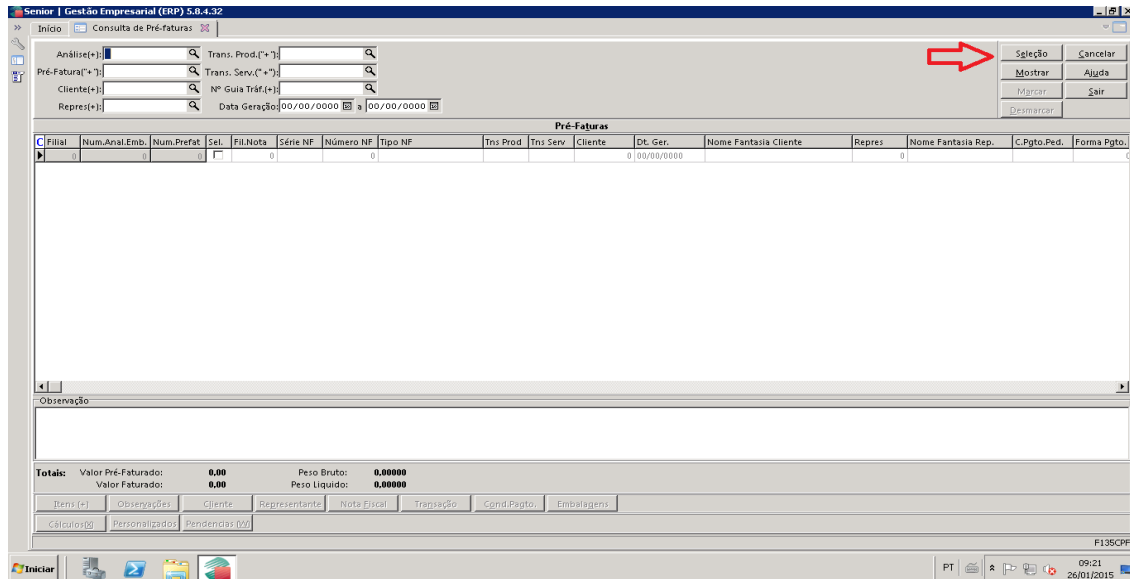 Senior | Gestão Empresarial (ERP) 5.8.4.32
Início Consulta de Pré-faturas
Análise(+): Trans. Prod.("+"): Seleção Cancelar
Pré-Fatura("+"): Trans. Serv.("+"): Mostrar Ajuda
Cliente(+): Nº Guia Tráf.(+): Marcar Sair
Repres(+): Data Geração: 00/00/0000 a 00/00/0000 Desmarcar
Pré-Faturas
C Filial Num.Anal.Emb. Num.Prefat Sel. Fil.Nota Série NF Número NF Tipo NF Tns Prod Tns Serv Cliente Dt. Ger. Nome Fantasia Cliente Repres Nome Fantasia Rep. C.Pgto.Ped. Forma Pgto.
0 0 0 0 0 0 00/00/0000 0 0
Observação
Totais: Valor Pré-Faturado: 0,00 Peso Bruto: 0,00000
Valor Faturado: 0,00 Peso Liquido: 0,00000
Itens (+) Observações Cliente Representante Nota Fiscal Transação Cond.Pagto. Embalagens
Cálculos(X) Personalizados Pendencias (W)
F135CPF
Iniciar PT 09:21
26/01/2015